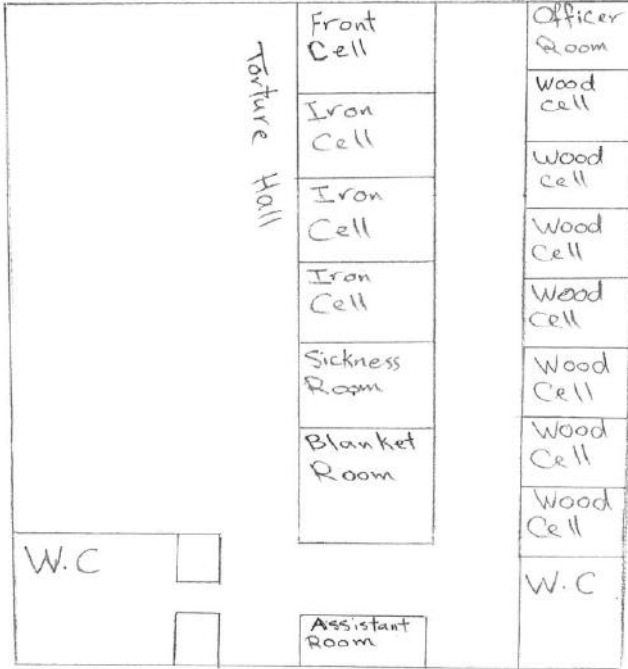 Torture Hall
Front
Cell
Iron
Cell
Iron
Cell
Iron
Cell
Sickness
Room
Blanket
Room
Officer
Room
Wood
cell
Wood
cell
Wood
Cell
Wood
Cell
Wood
Cell
Wood
Cell
Wood
Cell
W.C
W.C
Assistant
Room